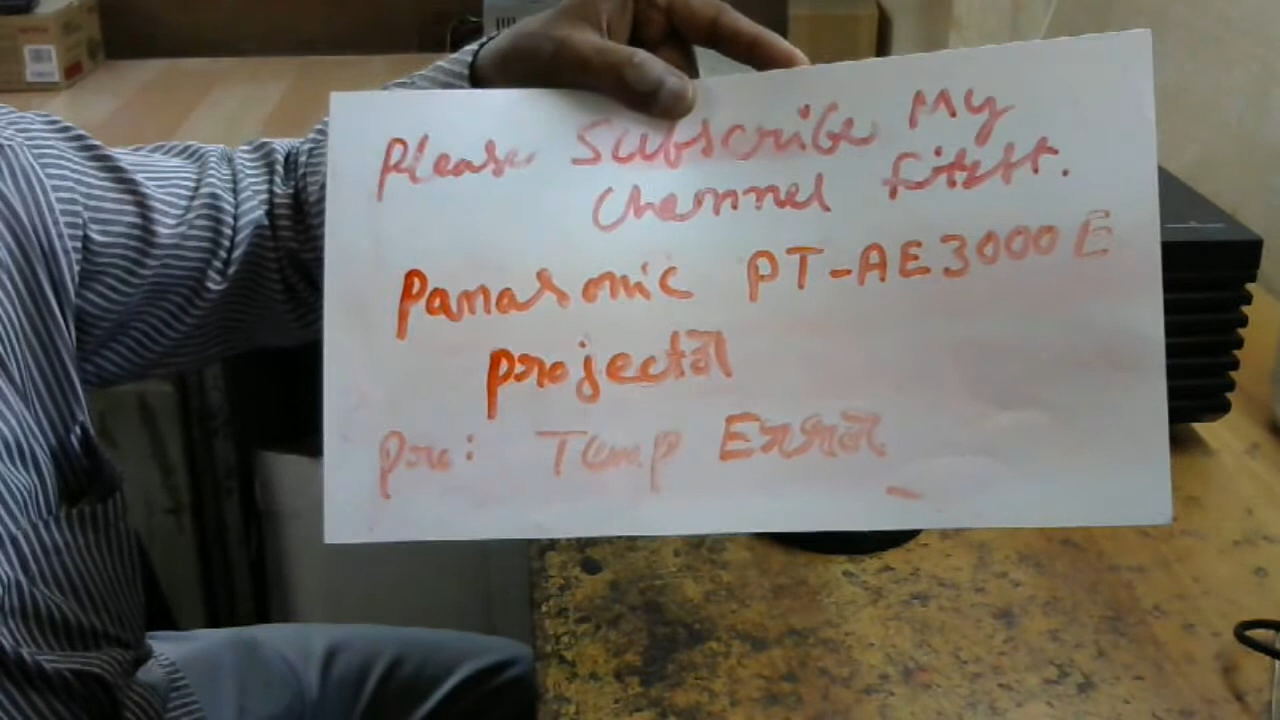 Please Subscribe My
Channel first.
Panasonic PT-AE3000E
projector
Pro: Temp Error